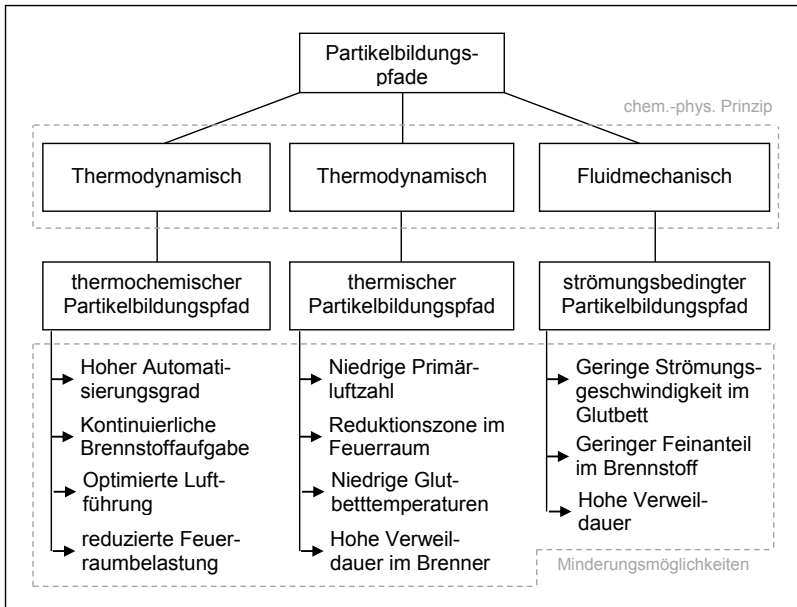 Partikelbildungs-
pfade
chem.-phys. Prinzip
Thermodynamisch
Thermodynamisch
Fluidmechanisch
thermochemischer
Partikelbildungspfad
thermischer
Partikelbildungspfad
strömungsbedingter
Partikelbildungspfad
Hoher Automati-
sierungsgrad
Kontinuierliche
Brennstoffaufgabe
Optimierte Luft-
führung
reduzierte Feuer-
raumbelastung
Niedrige Primär-
luftzahl
Reduktionszone im
Feuerraum
Niedrige Glut-
betttemperaturen
Hohe Verweil-
dauer im Brenner
Geringe Strömungs-
geschwindigkeit im
Glutbett
Geringer Feinanteil
im Brennstoff
Hohe Verweil-
dauer
Minderungsmöglichkeiten